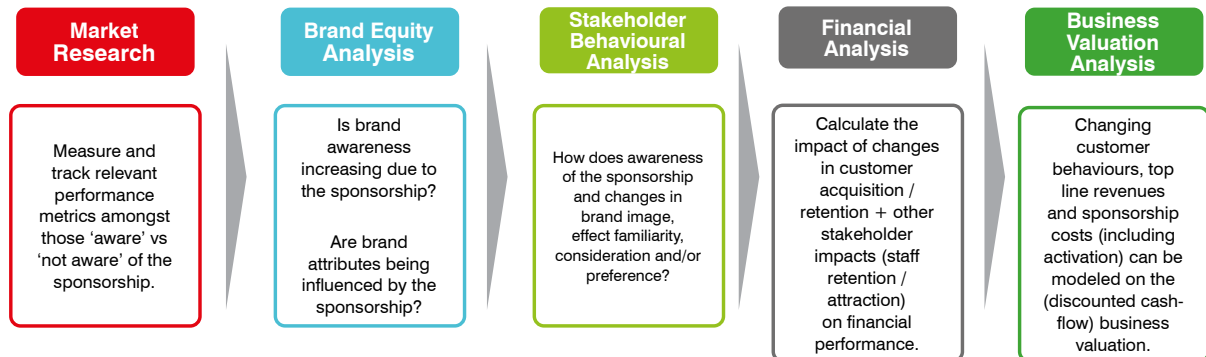 Market
Research
Measure and
track relevant
performance
metrics amongst
those ‘aware’ vs
‘not aware’ of the
sponsorship.
Brand Equity
Analysis
Is brand
awareness
increasing due to
the sponsorship?
Are brand
attributes being
influenced by the
sponsorship?
Stakeholder
Behavioural
Analysis
How does awareness
of the sponsorship
and changes in
brand image,
effect familiarity,
consideration and/or
preference?
Financial
Analysis
Calculate the
impact of changes
in customer
acquisition /
retention + other
stakeholder
impacts (staff
retention /
attraction)
on financial
performance.
Business
Valuation
Analysis
Changing
customer
behaviours, top
line revenues
and sponsorship
costs (including
activation) can be
modeled on the
(discounted cash-
flow) business
valuation.